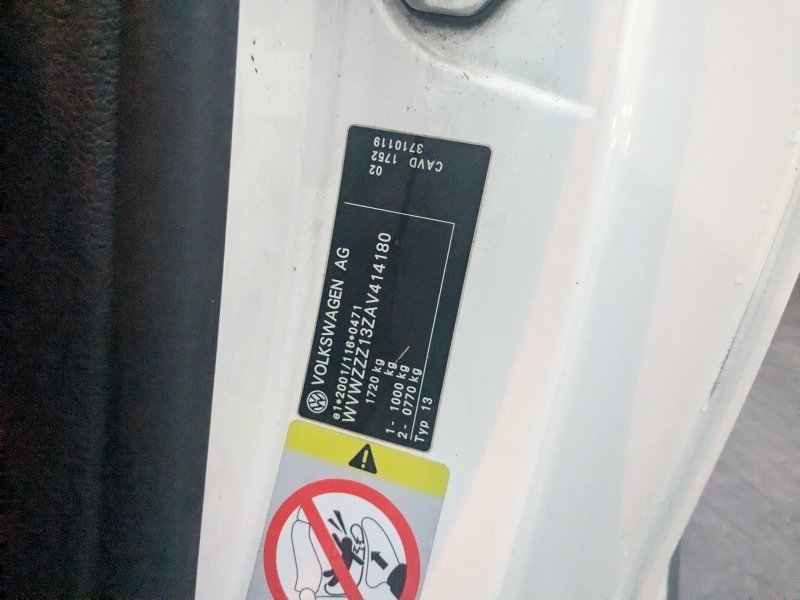 VOLKSWAGEN AG
e1*2001/116*0471
WVWZZZ13ZAV414180
1720 kg
kg
1- 1000 kg
2- 0770 kg
Typ 13
02
CAVD 1752
3710119